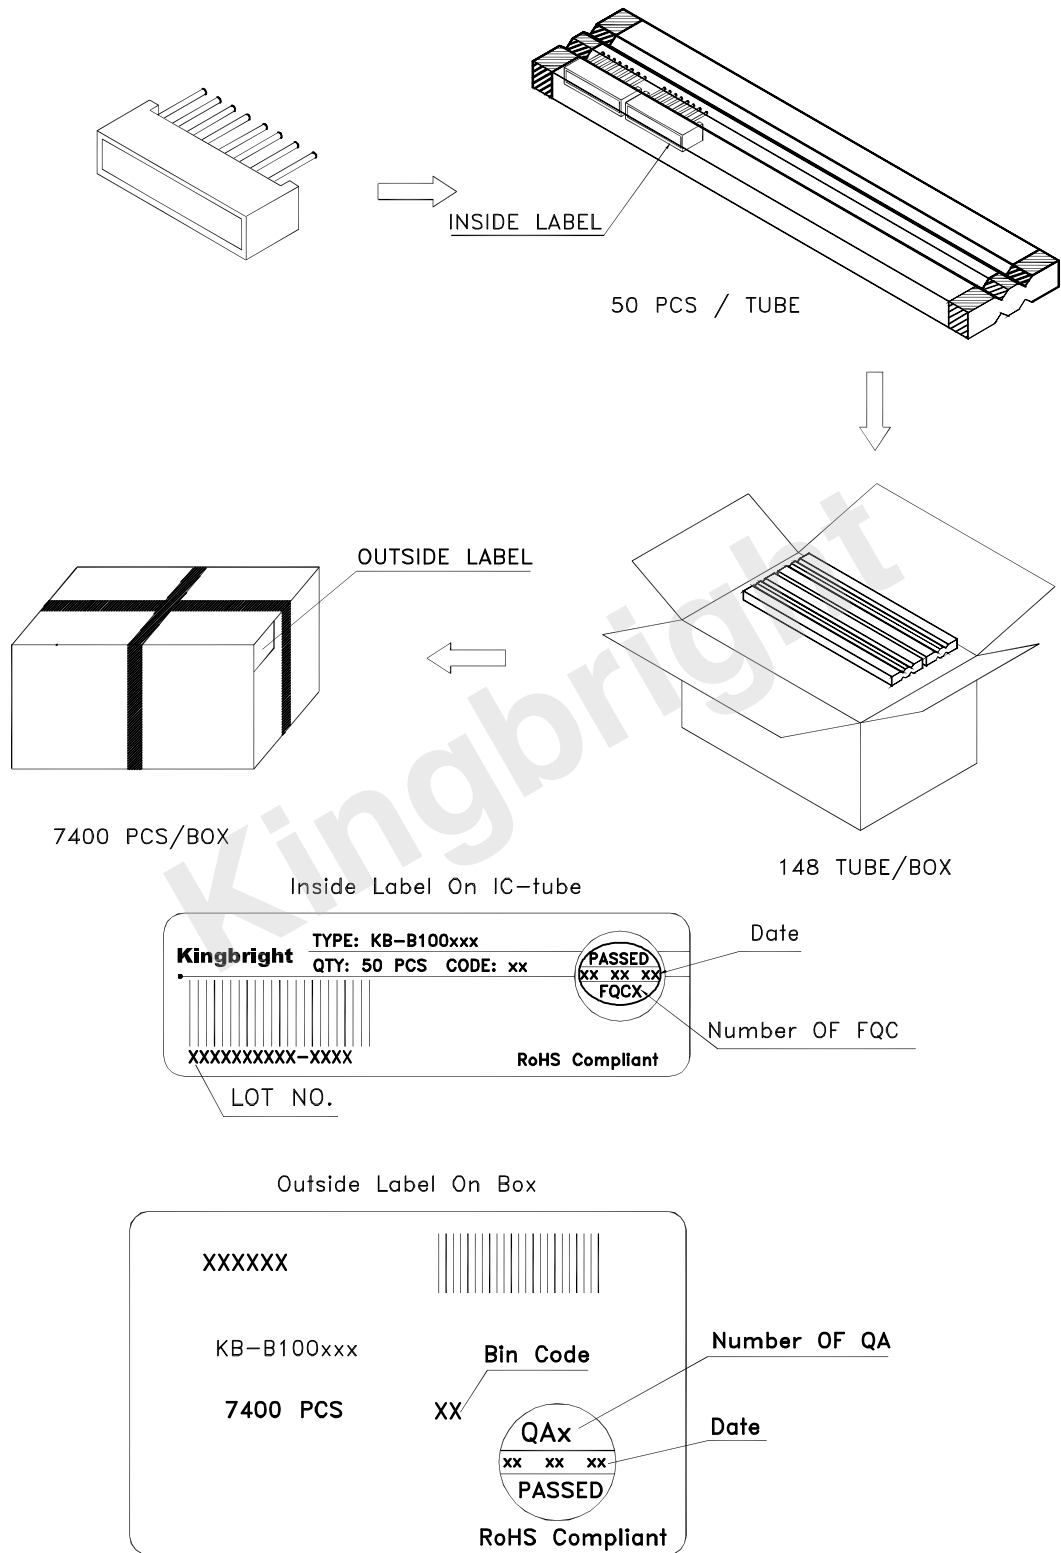 INSIDE LABEL
50 PCS / TUBE
OUTSIDE LABEL
7400 PCS/BOX
148 TUBE/BOX
Kingbright
Inside Label On IC-tube
Kingbright
TYPE: KB-B100xxx
QTY: 50 PCS CODE: xx
PASSED
xx xx xx
FQCX
Date
Number OF FQC
XXXXXXXXXX-XXXX
RoHS Compliant
LOT NO.
Outside Label On Box
XXXXXX
KB-B100xxx
Bin Code
Number OF QA
7400 PCS
XX
QAx
Date
xx xx xx
PASSED
RoHS Compliant